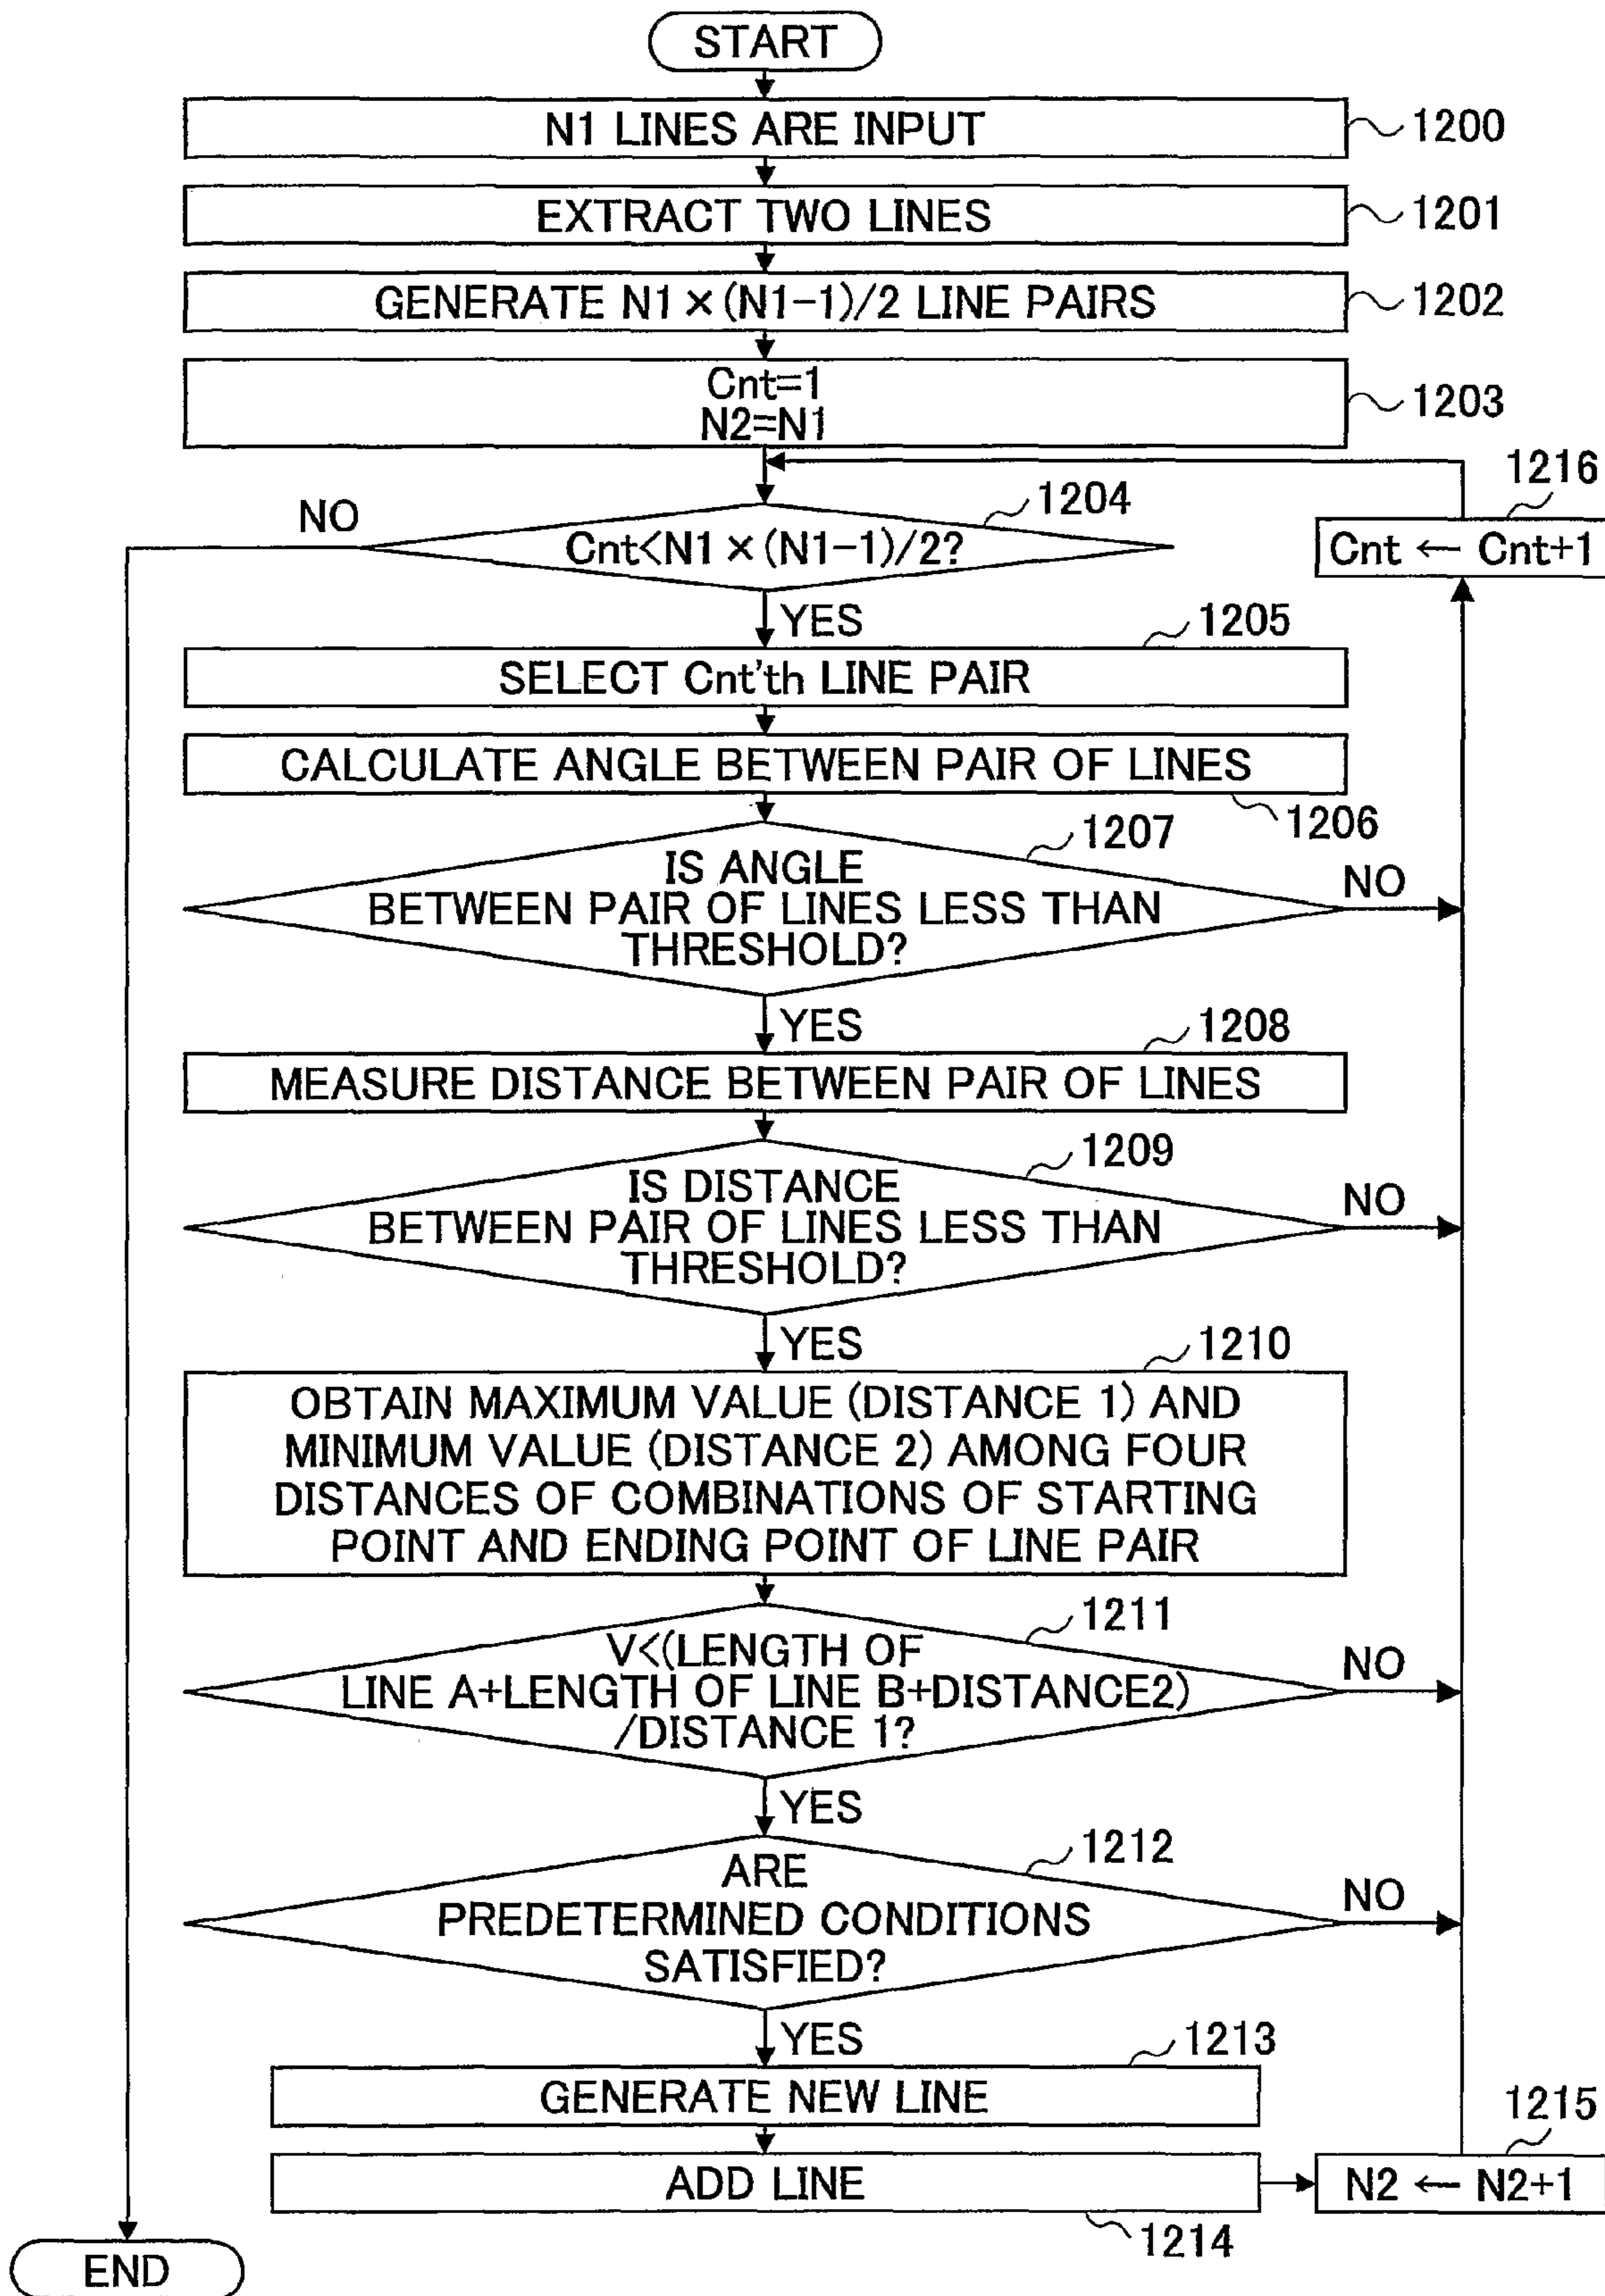 START
N1 LINES ARE INPUT
1200
EXTRACT TWO LINES
1201
GENERATE N1×(N1-1)/2 LINE PAIRS
1202
Cnt=1
N2=N1
1203
1216
Cnt ← Cnt+1
1204
NO
Cnt<N1×(N1-1)/2?
YES
1205
SELECT Cnt'th LINE PAIR
CALCULATE ANGLE BETWEEN PAIR OF LINES
1206
1207
IS ANGLE
BETWEEN PAIR OF LINES LESS THAN
THRESHOLD?
NO
YES
1208
MEASURE DISTANCE BETWEEN PAIR OF LINES
1209
IS DISTANCE
BETWEEN PAIR OF LINES LESS THAN
THRESHOLD?
NO
YES
1210
OBTAIN MAXIMUM VALUE (DISTANCE 1) AND
MINIMUM VALUE (DISTANCE 2) AMONG FOUR
DISTANCES OF COMBINATIONS OF STARTING
POINT AND ENDING POINT OF LINE PAIR
1211
V<(LENGTH OF
LINE A+LENGTH OF LINE B+DISTANCE2)
/DISTANCE 1?
NO
YES
1212
ARE
PREDETERMINED CONDITIONS
SATISFIED?
NO
YES
1213
GENERATE NEW LINE
1215
ADD LINE
N2 ← N2+1
1214
END